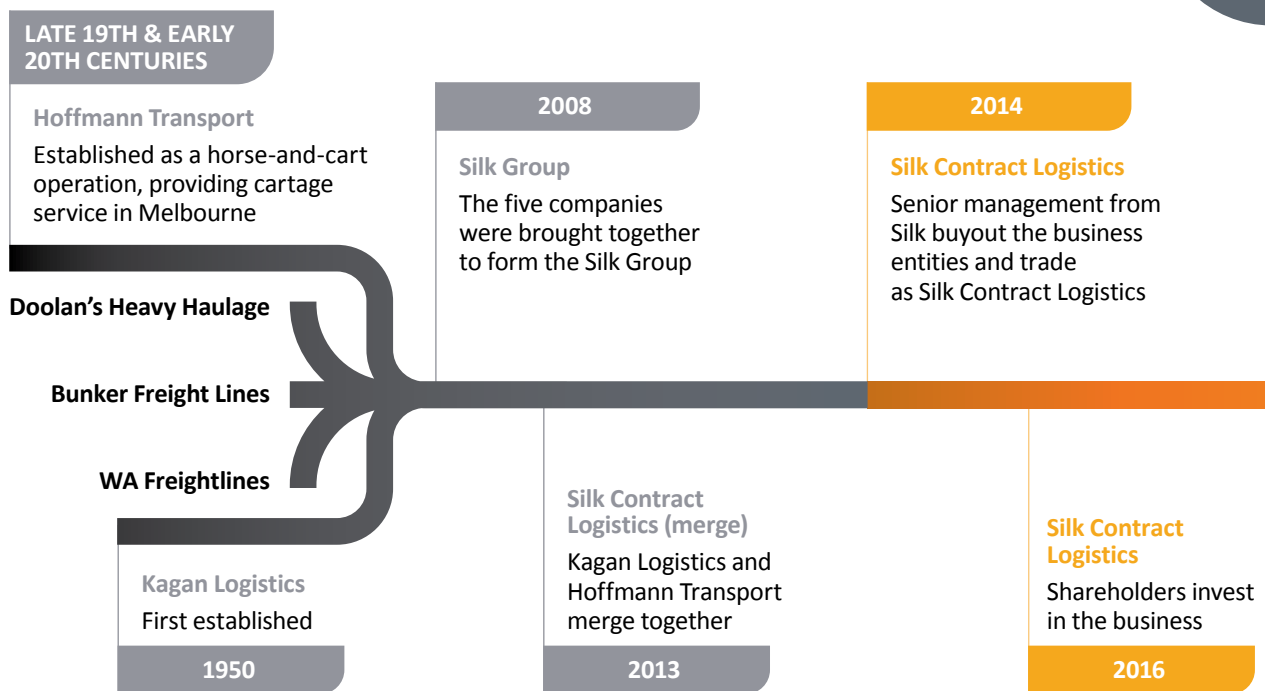 LATE 19TH & EARLY
20TH CENTURIES
Hoffmann Transport
Established as a horse-and-cart
operation, providing cartage
service in Melbourne
Doolan's Heavy Haulage
Bunker Freight Lines
WA Freightlines
Kagan Logistics
First established
1950
2008
Silk Group
The five companies
were brought together
to form the Silk Group
Silk Contract
Logistics (merge)
Kagan Logistics and
Hoffmann Transport
merge together
2013
2014
Silk Contract Logistics
Senior management from
Silk buyout the business
entities and trade
as Silk Contract Logistics
Silk Contract
Logistics
Shareholders invest
in the business
2016